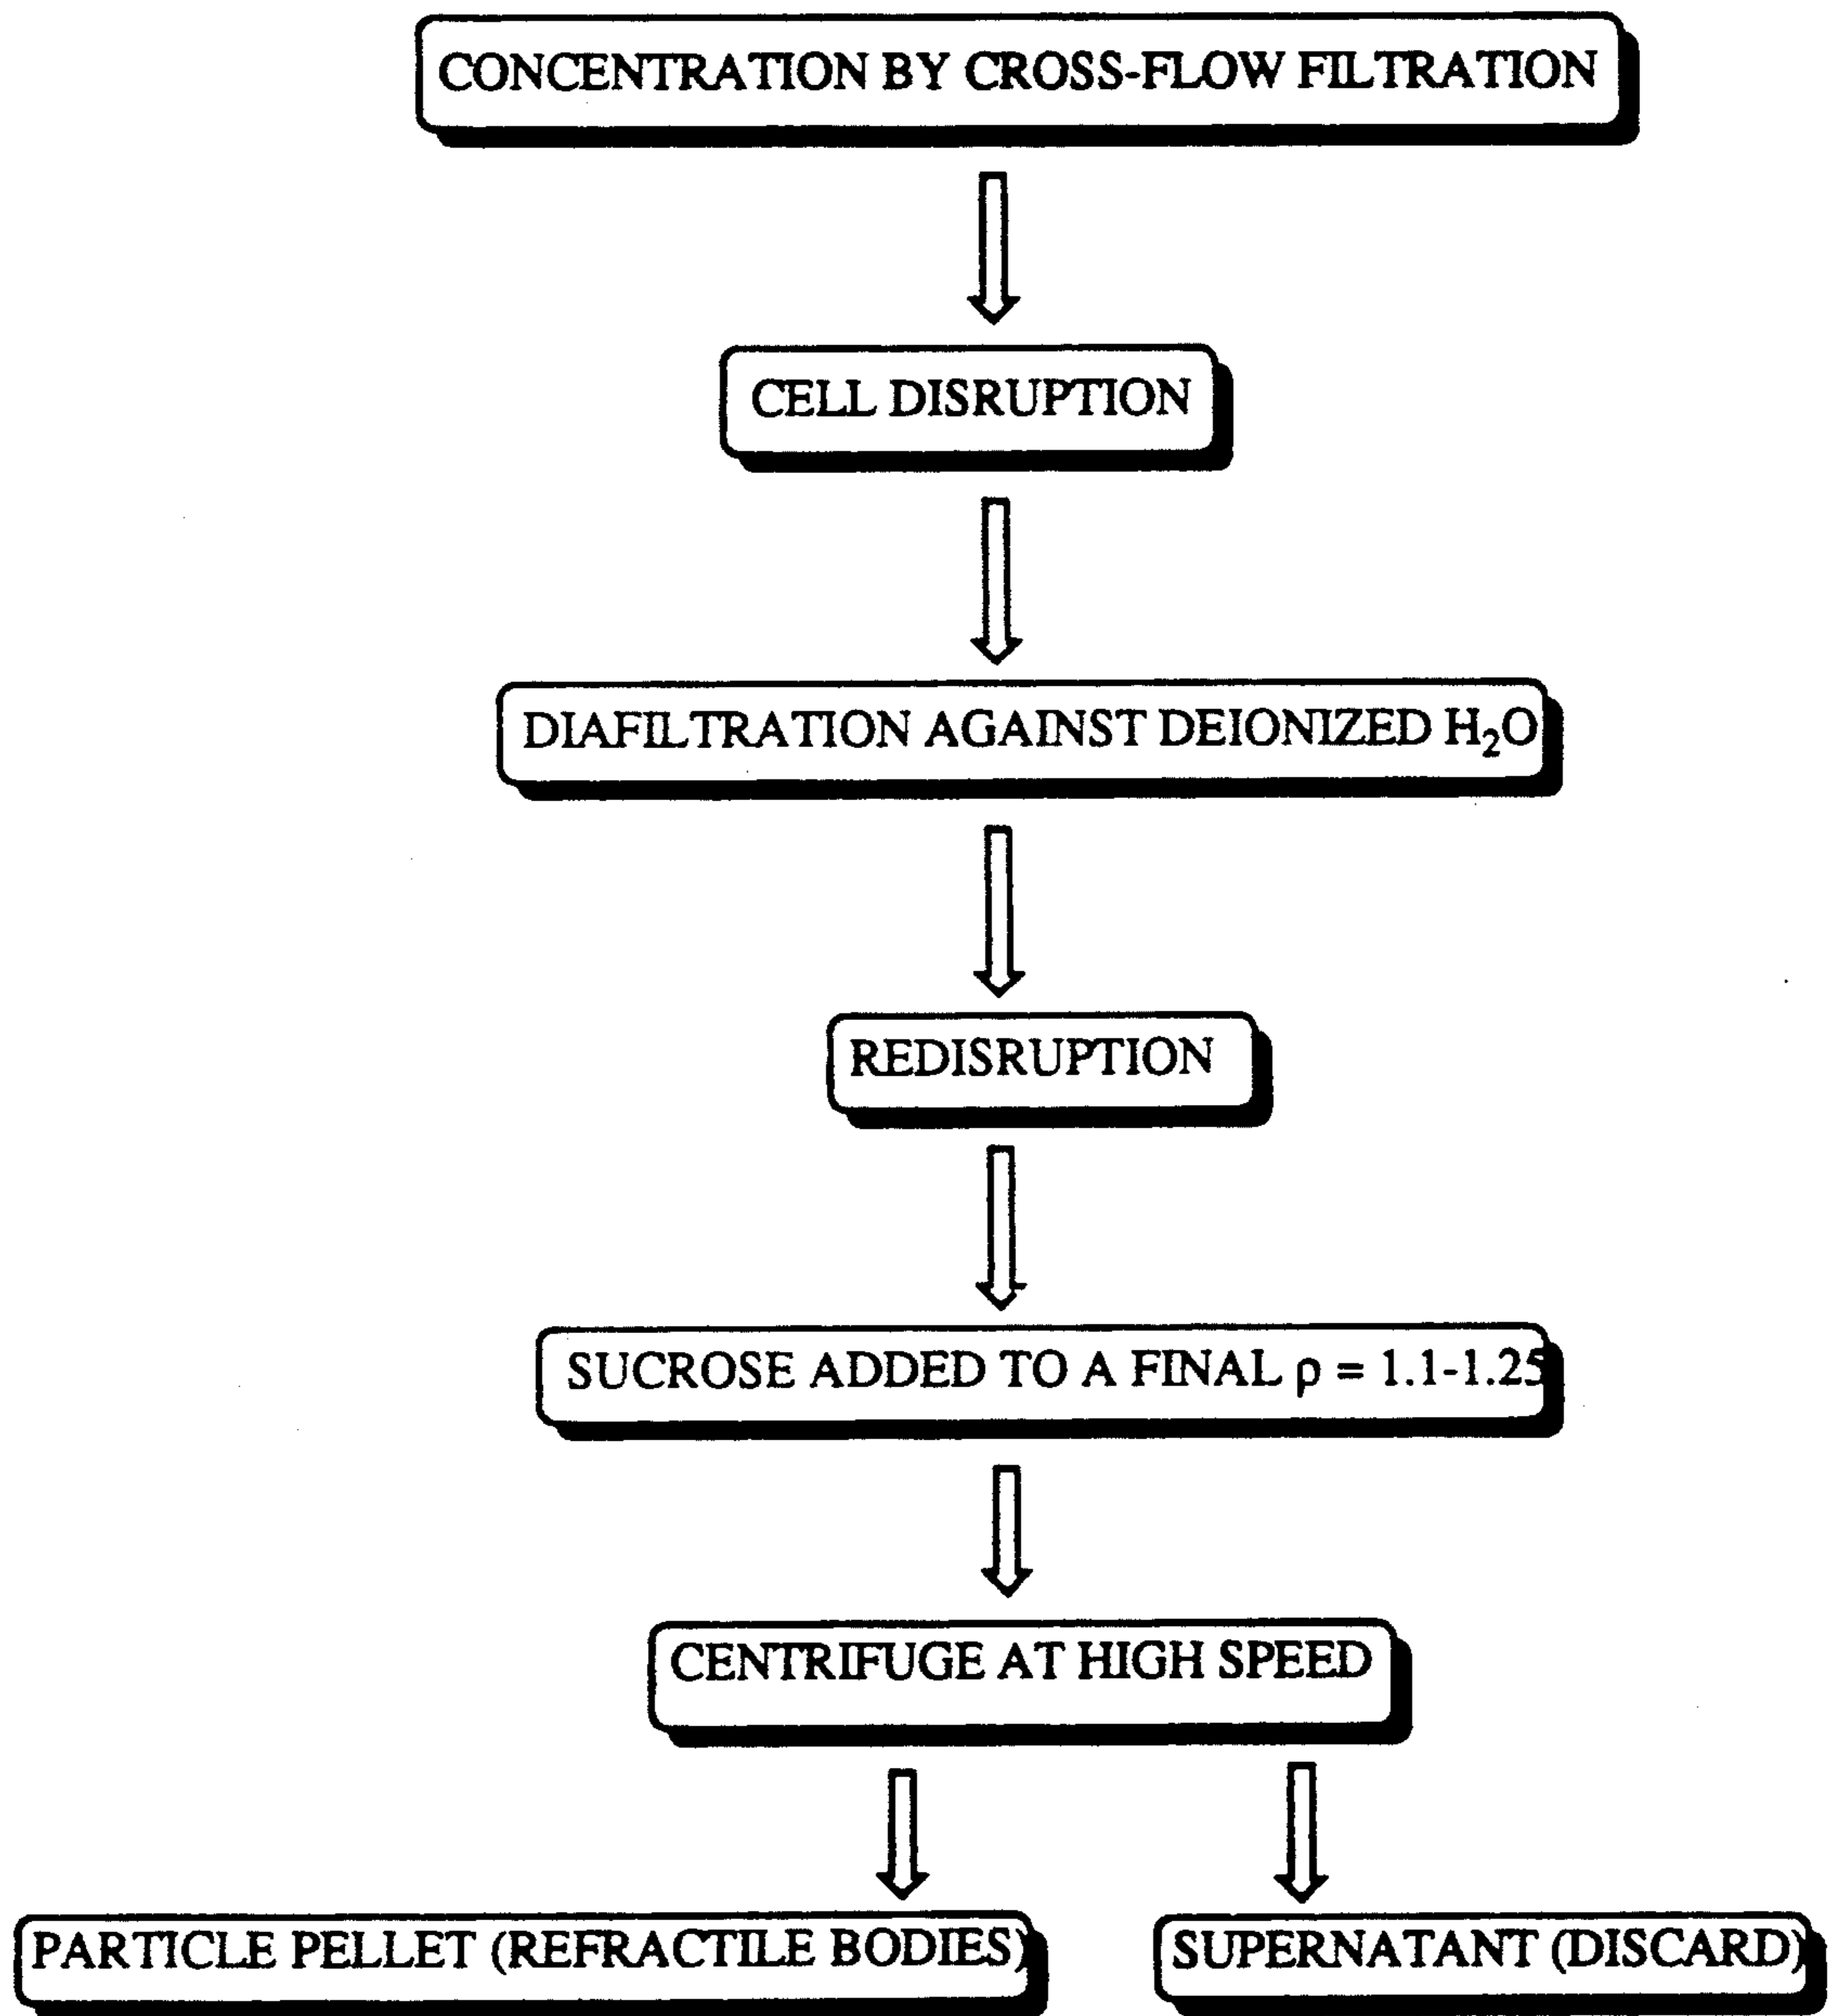 CONCENTRATION BY CROSS-FLOW FILTRATION
CELL DISRUPTION
DIAFILTRATION AGAINST DEIONIZED H₂O
REDISRUPTION
SUCROSE ADDED TO A FINAL ρ = 1.1-1.25
CENTRIFUGE AT HIGH SPEED
PARTICLE PELLET (REFRACTILE BODIES)
SUPERNATANT (DISCARD)